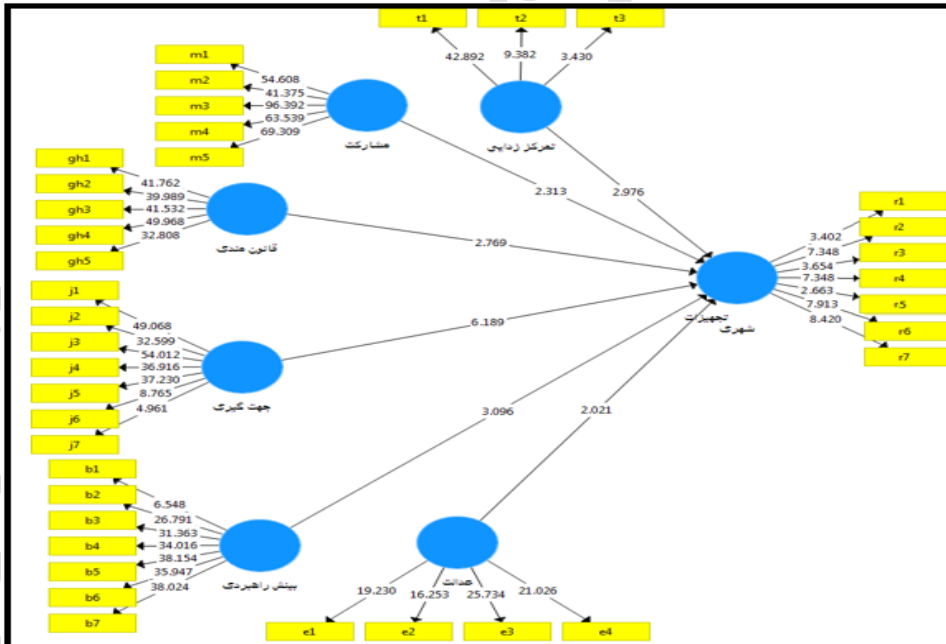 t1
t2
t3
42.892
9.382
3.430
تمرکز زدایی
m1
m2
m3
m4
m5
54.608
41.375
96.392
63.539
69.309
مشارکت
gh1
gh2
gh3
gh4
gh5
41.762
39.989
41.532
49.968
32.808
قانون مندی
j1
j2
j3
j4
j5
j6
j7
49.068
32.599
54.012
36.916
37.230
8.765
4.961
جهت گیری
b1
b2
b3
b4
b5
b6
b7
6.548
26.791
31.363
34.016
38.154
35.947
38.024
بینش راهبردی
e1
e2
e3
e4
19.230
16.253
25.734
21.026
عدالت
2.313
2.976
2.769
6.189
3.096
2.021
تجهیزات
شهری
r1
r2
r3
r4
r5
r6
r7
3.402
7.348
3.654
7.348
2.663
7.913
8.420